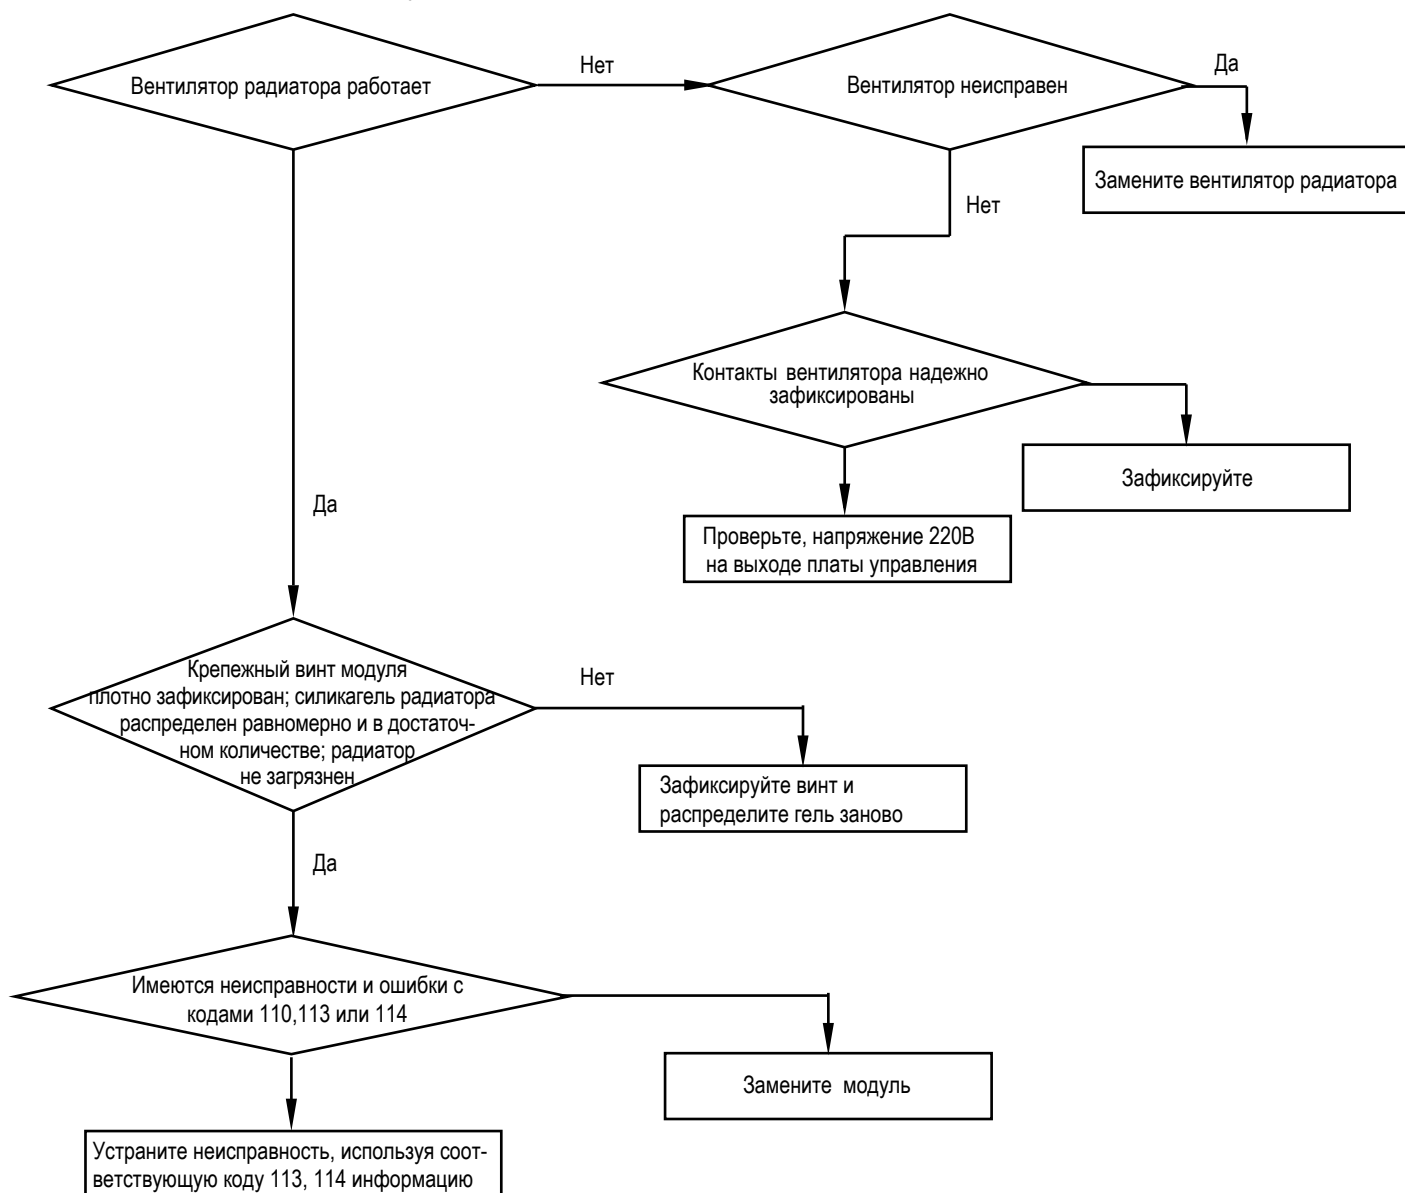 Вентилятор радиатора работает
Нет
Вентилятор неисправен
Да
Замените вентилятор радиатора
Нет
Контакты вентилятора надежно
зафиксированы
Зафиксируйте
Да
Проверьте, напряжение 220В
на выходе платы управления
Крепежный винт модуля
плотно зафиксирован; силикагель радиатора
распределен равномерно и в достаточ-
ном количестве; радиатор
не загрязнен
Нет
Зафиксируйте винт и
распределите гель заново
Да
Имеются неисправности и ошибки с
кодами 110,113 или 114
Замените модуль
Устраните неисправность, используя соот-
ветствующую коду 113, 114 информацию